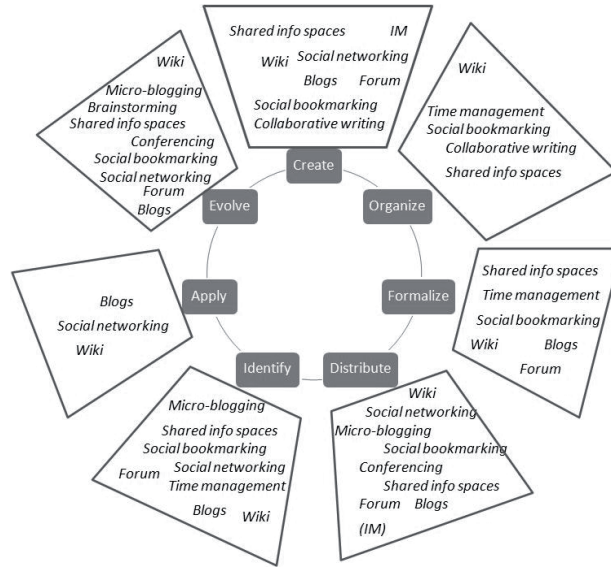 Shared info spaces IM
Wiki Social networking
Blogs Forum
Social bookmarking
Collaborative writing
Create
Wiki
Time management
Social bookmarking
Collaborative writing
Shared info spaces
Organize
Shared info spaces
Time management
Social bookmarking
Wiki Blogs
Forum
Formalize
Wiki
Social networking
Micro-blogging
Social bookmarking
Conferencing
Shared info spaces
Forum Blogs
(IM)
Distribute
Micro-blogging
Shared info spaces
Social bookmarking
Forum Social networking
Time management
Blogs Wiki
Identify
Blogs
Social networking
Wiki
Apply
Wiki
Micro-blogging
Brainstorming
Shared info spaces
Conferencing
Social bookmarking
Social networking
Forum
Blogs
Evolve